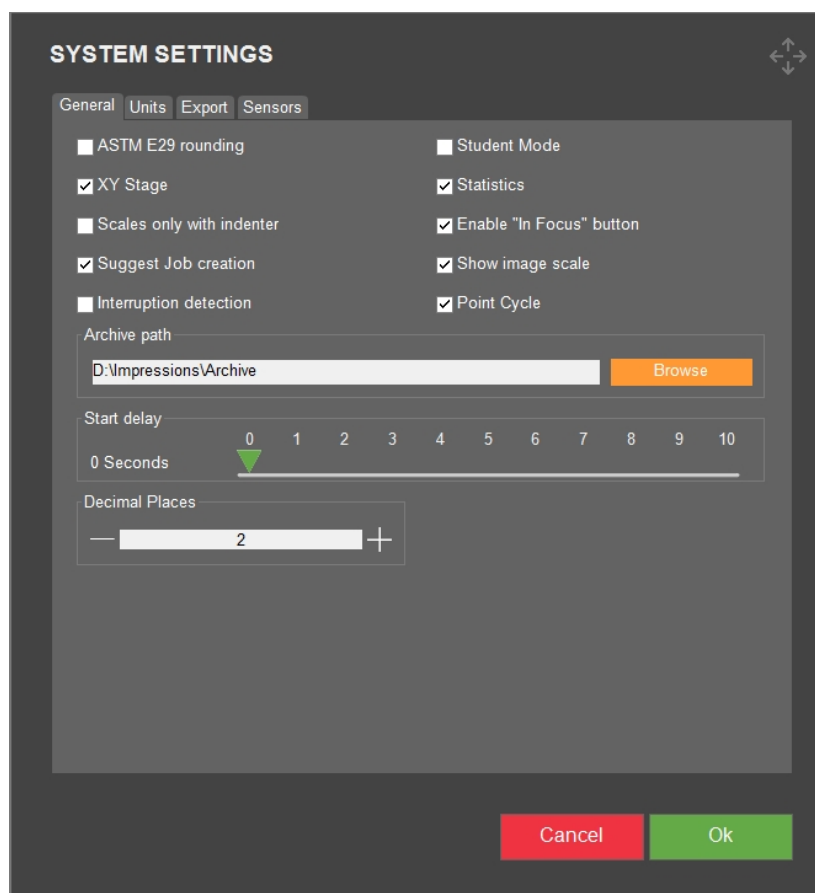 SYSTEM SETTINGS
General Units Export Sensors
ASTM E29 rounding Student Mode
XY Stage Statistics
Scales only with indenter Enable "In Focus" button
Suggest Job creation Show image scale
Interruption detection Point Cycle
Archive path
D:\Impressions\Archive Browse
Start delay
0 1 2 3 4 5 6 7 8 9 10
0 Seconds
Decimal Places
2
Cancel Ok